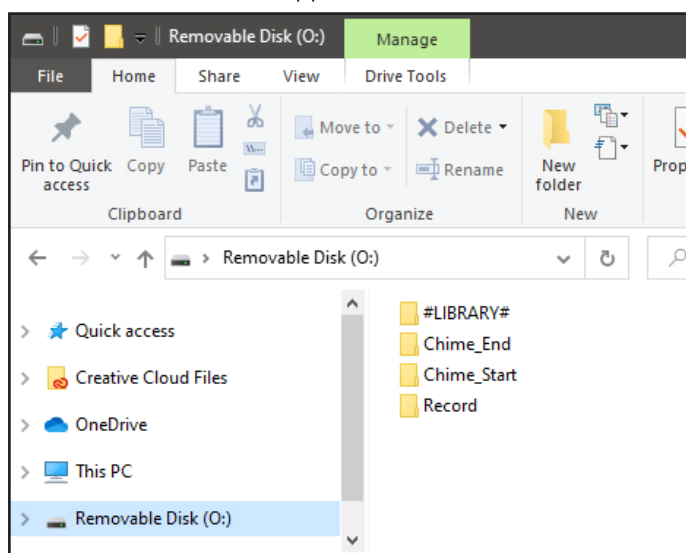 Removable Disk (O:)
Manage
File
Home
Share
View
Drive Tools
Pin to Quick access
Copy
Paste
Move to
Copy to
Delete
Rename
New folder
Clipboard
Organize
New
Removable Disk (O:)
Quick access
Creative Cloud Files
OneDrive
This PC
Removable Disk (O:)
#LIBRARY#
Chime_End
Chime_Start
Record